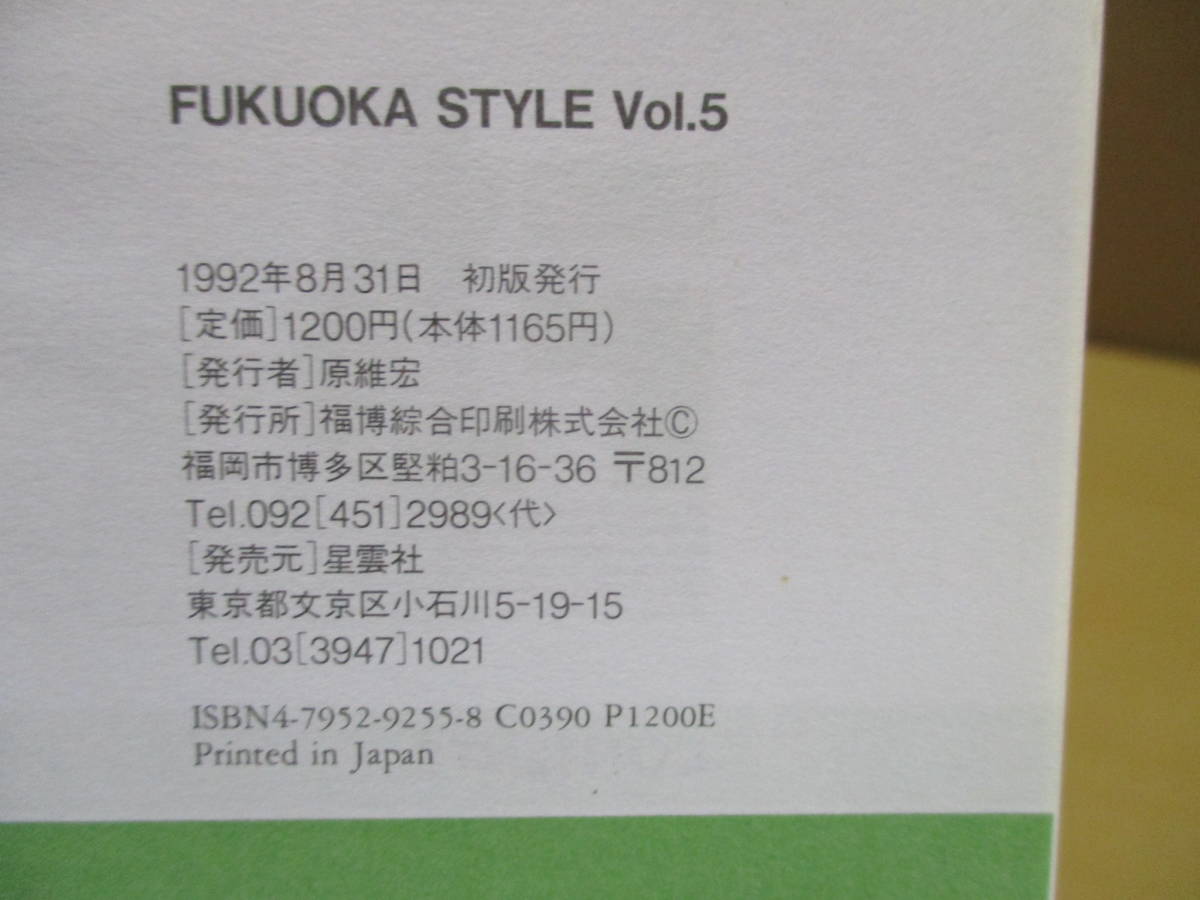 FUKUOKA STYLE Vol.5
1992年8月31日　初版発行
[定価]1200円(本体1165円)
[発行者]原維宏
[発行所]福博綜合印刷株式会社©
福岡市博多区堅粕3-16-36 〒812
Tel.092[451]2989<代>
[発売元]星雲社
東京都文京区小石川5-19-15
Tel.03[3947]1021
ISBN4-7952-9255-8 C0390 P1200E
Printed in Japan